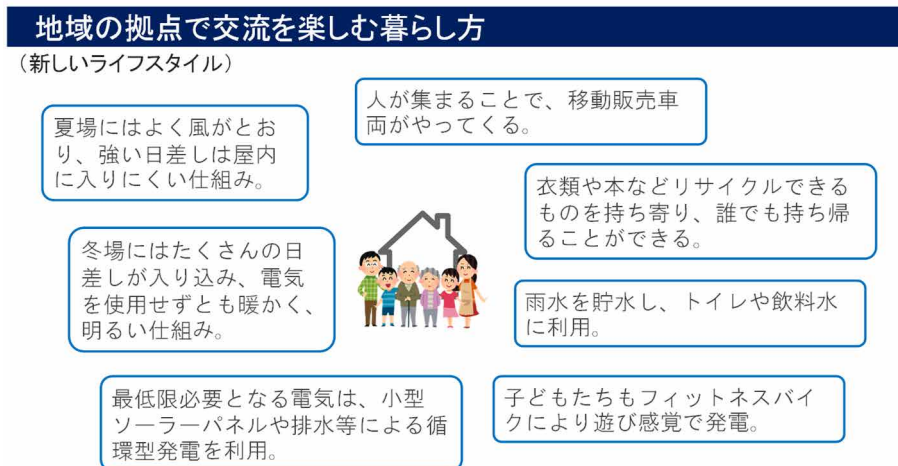 地域の拠点で交流を楽しむ暮らし方
（新しいライフスタイル）
人が集まることで、移動販売車
両がやってくる。
夏場にはよく風がとお
り、強い日差しは屋内
に入りにくい仕組み。
衣類や本などリサイクルできる
ものを持ち寄り、誰でも持ち帰
ることができる。
冬場にはたくさんの日
差しが入り込み、電気
を使用せずとも暖かく、
明るい仕組み。
雨水を貯水し、トイレや飲料水
に利用。
最低限必要となる電気は、小型
ソーラーパネルや排水等による循
環型発電を利用。
子どもたちもフィットネスバイ
クにより遊び感覚で発電。